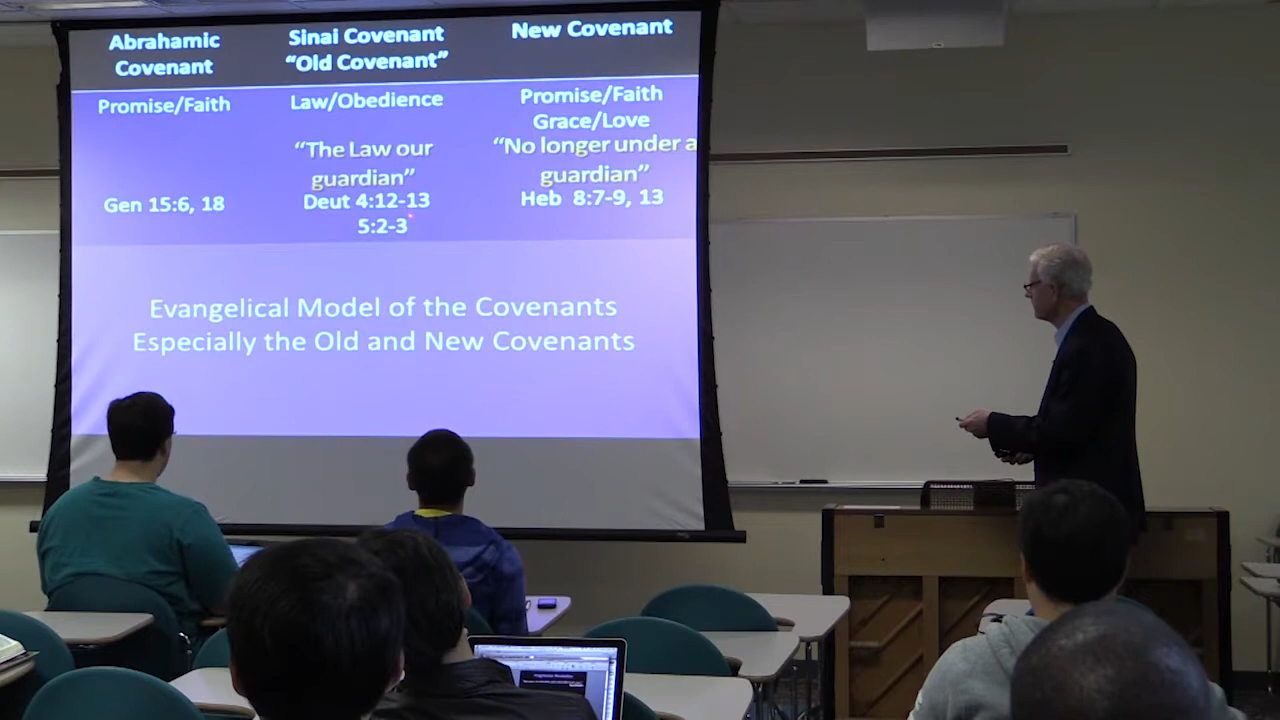 Abrahamic
Covenant
Sinai Covenant
“Old Covenant”
New Covenant
Promise/Faith
Gen 15:6, 18
Law/Obedience
“The Law our
guardian”
Deut 4:12-13
5:2-3
Promise/Faith
Grace/Love
“No longer under a
guardian”
Heb 8:7-9, 13
Evangelical Model of the Covenants
Especially the Old and New Covenants